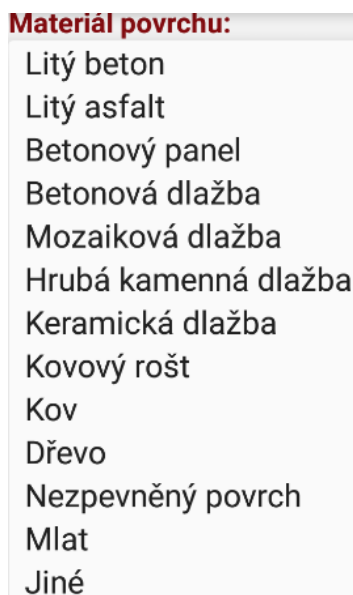 Materiál povrchu:
Litý beton
Litý asfalt
Betonový panel
Betonová dlažba
Mozaiková dlažba
Hrubá kamenná dlažba
Keramická dlažba
Kovový rošt
Kov
Dřevo
Nezpevněný povrch
Mlat
Jiné